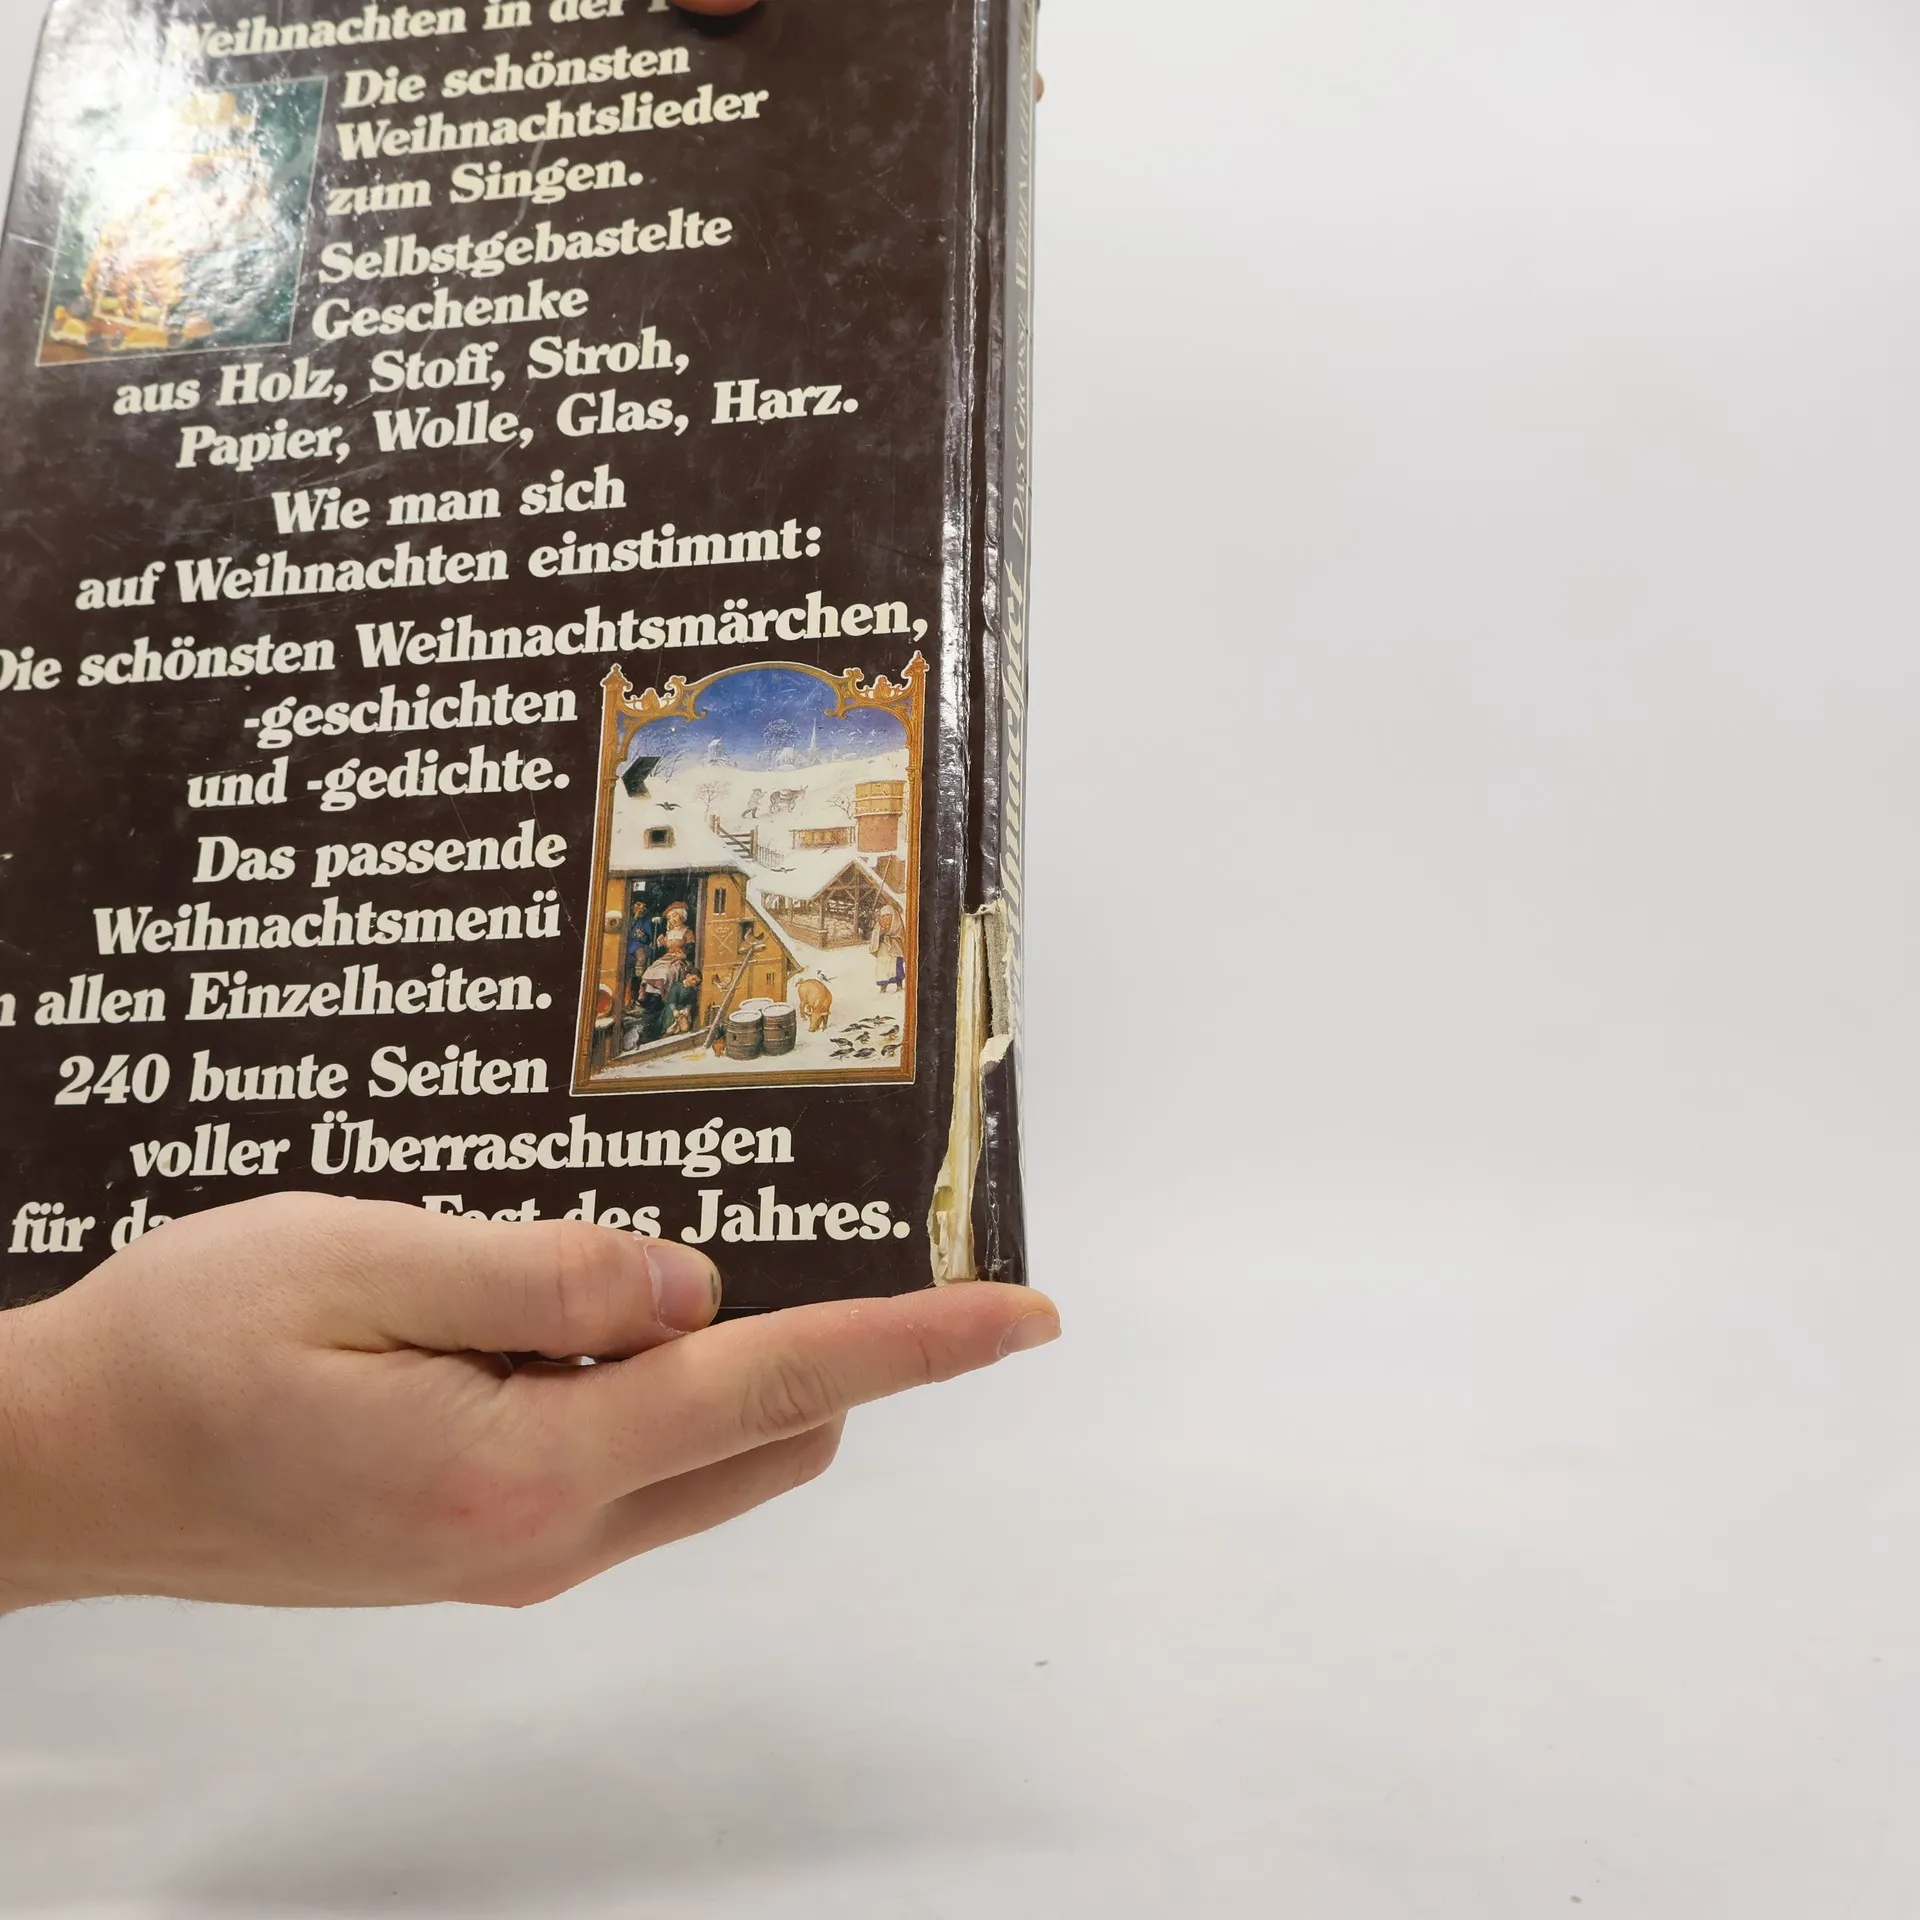 Weihnachten in der
Die schönsten
Weihnachtslieder
zum Singen.
Selbstgebastelte
Geschenke
aus Holz, Stoff, Stroh,
Papier, Wolle, Glas, Harz.
Wie man sich
auf Weihnachten einstimmt:
Die schönsten Weihnachtsmärchen,
-geschichten
und -gedichte.
Das passende
Weihnachtsmenü
allen Einzelheiten.
240 bunte Seiten
voller Überraschungen
für Fest des Jahres.
Das Grosse